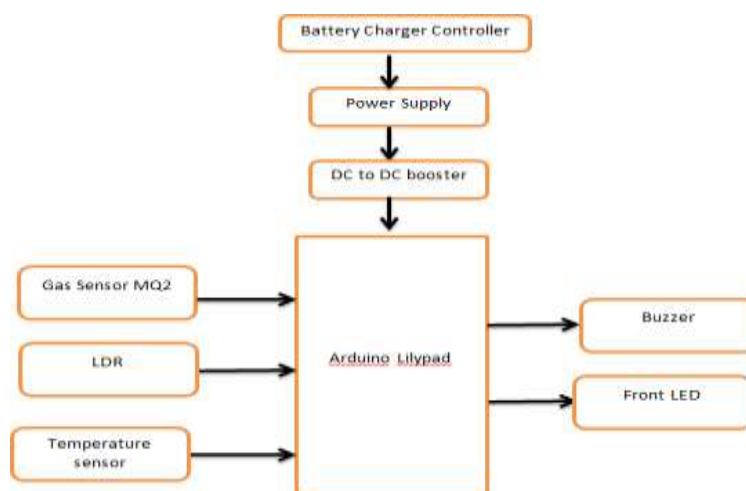 Battery Charger Controller
Power Supply
DC to DC booster
Gas Sensor MQ2
LDR
Temperature
sensor
Arduino Lilypad
Buzzer
Front LED